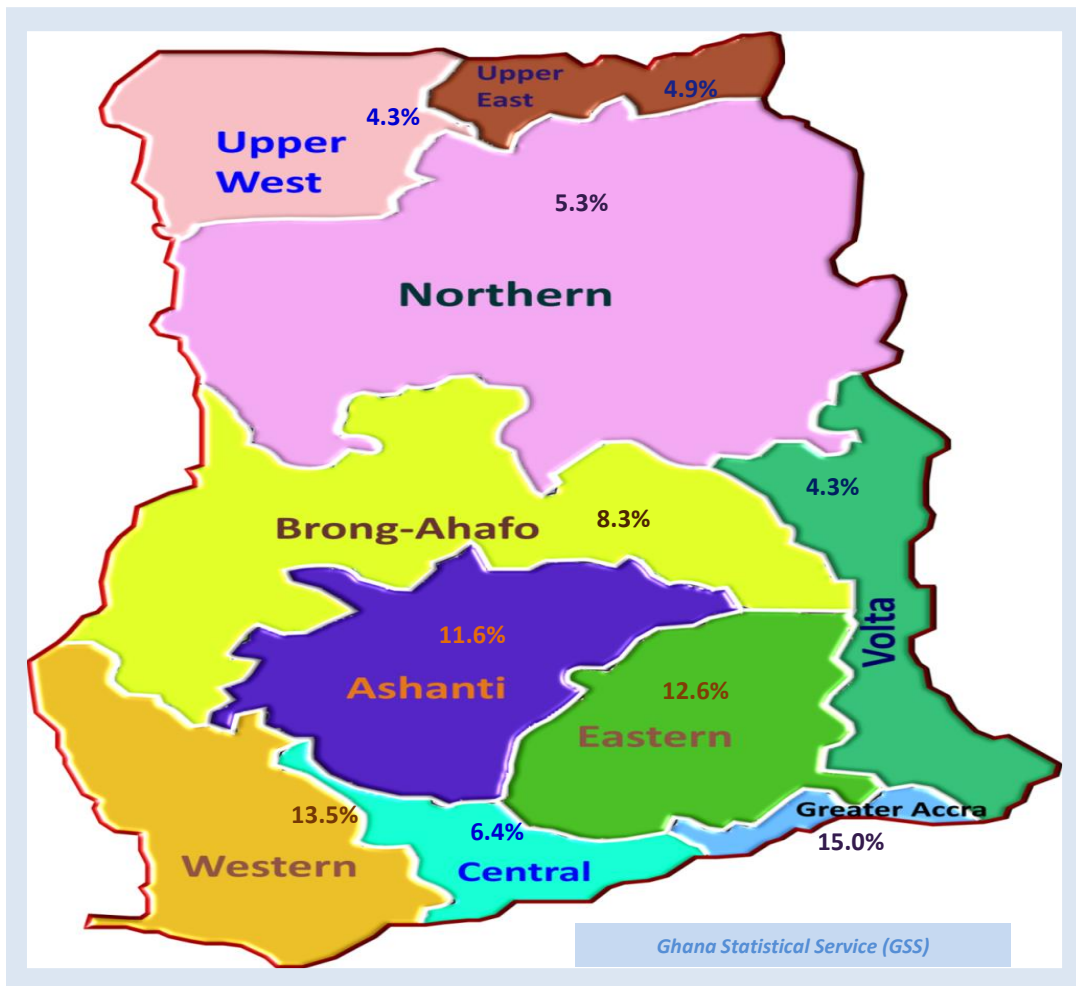 Upper
East
4.9%
4.3%
Upper
West
5.3%
Northern
4.3%
8.3%
Brong-Ahafo
Volta
11.6%
Ashanti
12.6%
Eastern
Greater Accra
13.5%
6.4%
15.0%
Western
Central
Ghana Statistical Service (GSS)